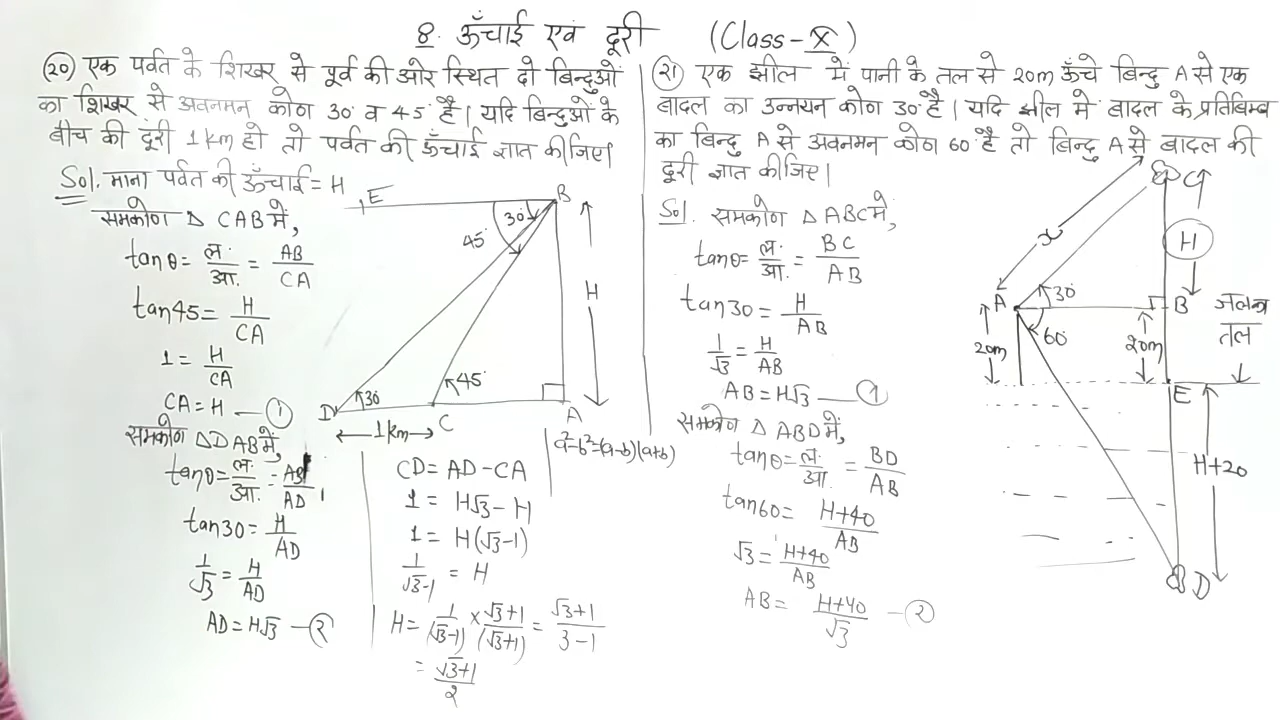 8. ऊँचाई एवं दूरी (Class-X)
(20) एक पर्वत के शिखर से पूर्व की ओर स्थित दो बिन्दुओं
का शिखर से अवनमन कोण 30° व 45° है। यदि बिन्दुओं के
बीच की दूरी 1 km हो तो पर्वत की ऊँचाई ज्ञात कीजिए।
Sol. माना पर्वत की ऊँचाई = H
समकोण △ CAB में,
tanθ = ल./आ. = AB/CA
tan45 = H/CA
1 = H/CA
CA = H — (1)
समकोण △DAB में,
tanθ = ल./आ. = AB/AD
tan30 = H/AD
1/√3 = H/AD
AD = H√3 — (2)
E
B
30°
45°
H
D
30
45°
C
A
1 km
a²-b²=(a-b)(a+b)
CD = AD - CA
1 = H√3 - H
1 = H(√3-1)
1/√3-1 = H
H = 1/(√3-1) × √3+1/(√3+1) = √3+1/3-1
= √3+1/2
(21) एक झील में पानी के तल से 20m ऊँचे बिन्दु A से एक
बादल का उन्नयन कोण 30° है। यदि झील में बादल के प्रतिबिम्ब
का बिन्दु A से अवनमन कोण 60° है तो बिन्दु A से बादल की
दूरी ज्ञात कीजिए।
Sol. समकोण △ ABC में,
tanθ = ल./आ. = BC/AB
tan30 = H/AB
1/√3 = H/AB
AB = H√3 — (1)
समकोण △ ABD में,
tanθ = ल./आ. = BD/AB
tan60 = H+40/AB
√3 = H+40/AB
AB = H+40/√3 — (2)
C
x
H
A
30°
B
60°
20m
20m
तल
E
H+20
D